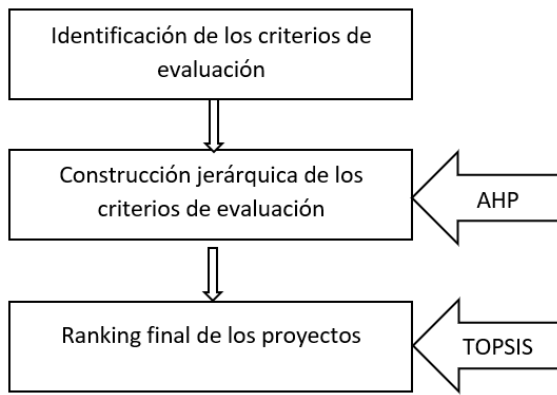 Identificación de los criterios de
evaluación
Construcción jerárquica de los
criterios de evaluación
AHP
Ranking final de los proyectos
TOPSIS